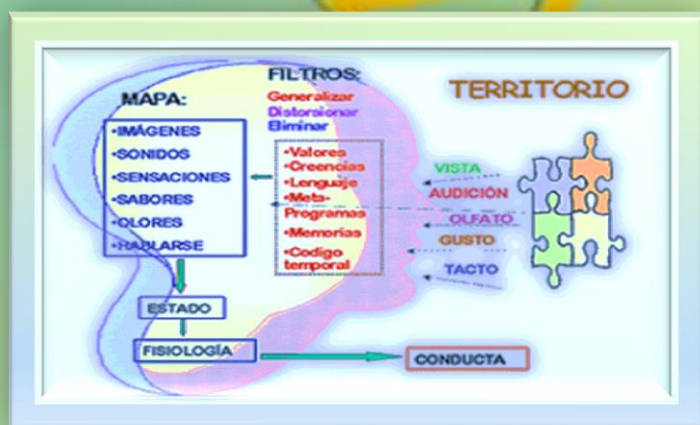 MAPA:
•IMÁGENES
•SONIDOS
•SENSACIONES
•SABORES
•OLORES
•HABLARSE
ESTADO
FISIOLOGÍA
FILTROS:
Generalizar
Distorsionar
Eliminar
•Valores
•Creencias
•Lenguaje
•Meta-
Programas
•Memorias
•Codigo
temporal
TERRITORIO
VISTA
AUDICIÓN
OLFATO
GUSTO
TACTO
CONDUCTA